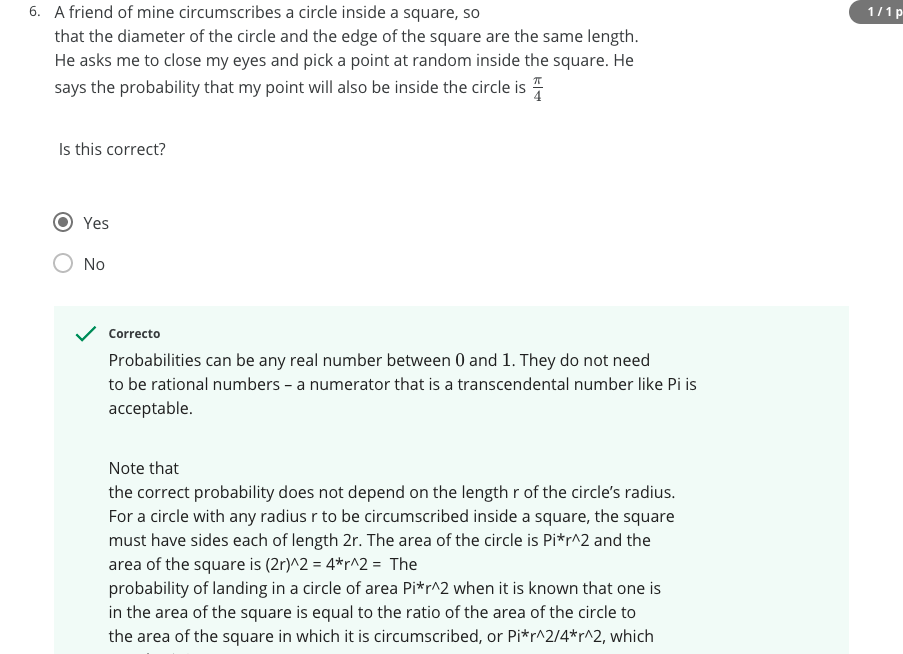 6. A friend of mine circumscribes a circle inside a square, so
1 / 1 p
that the diameter of the circle and the edge of the square are the same length.
He asks me to close my eyes and pick a point at random inside the square. He
says the probability that my point will also be inside the circle is π/4
Is this correct?
Yes
No
Correcto
Probabilities can be any real number between 0 and 1. They do not need
to be rational numbers – a numerator that is a transcendental number like Pi is
acceptable.
Note that
the correct probability does not depend on the length r of the circle’s radius.
For a circle with any radius r to be circumscribed inside a square, the square
must have sides each of length 2r. The area of the circle is Pi*r^2 and the
area of the square is (2r)^2 = 4*r^2 = The
probability of landing in a circle of area Pi*r^2 when it is known that one is
in the area of the square is equal to the ratio of the area of the circle to
the area of the square in which it is circumscribed, or Pi*r^2/4*r^2, which